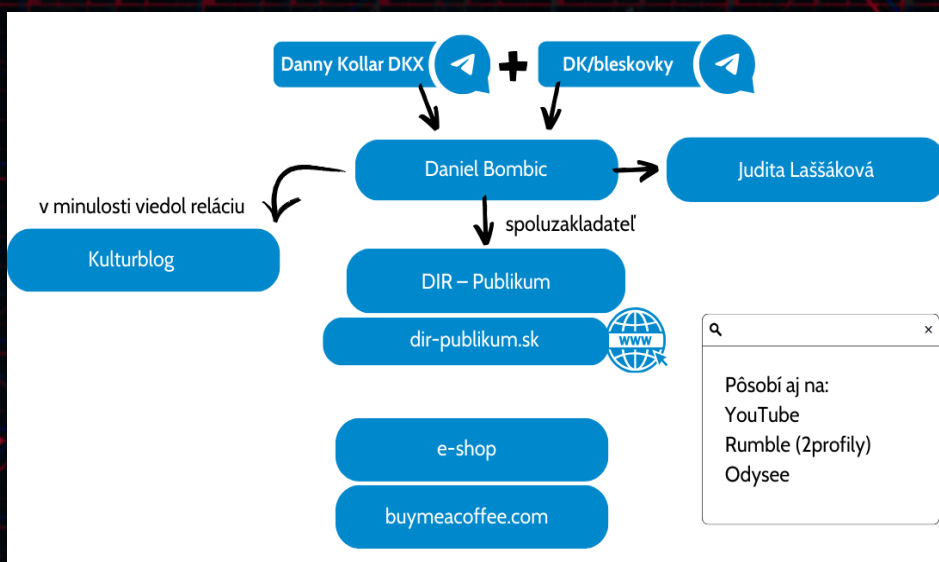 Danny Kollar DKX
DK/bleskovky
Daniel Bombic
Judita Laššáková
v minulosti viedol reláciu
Kulturblog
spoluzakladateľ
DIR – Publikum
dir-publikum.sk
WWW
Pôsobí aj na:
YouTube
Rumble (2profily)
Odysee
e-shop
buymeacoffee.com